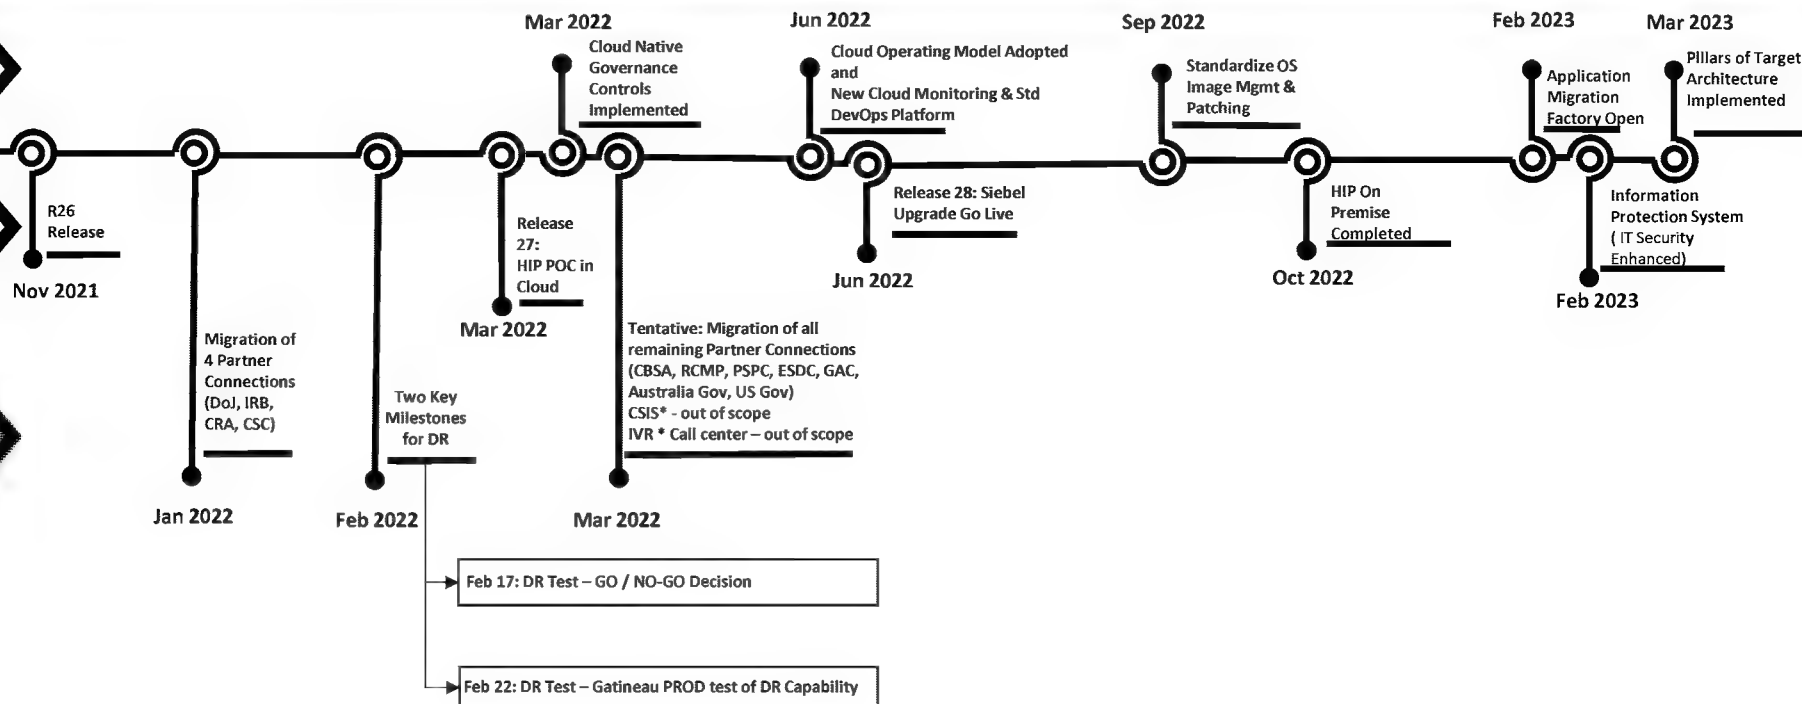 Mar 2022
Cloud Native
Governance
Controls
Implemented
Jun 2022
Cloud Operating Model Adopted
and
New Cloud Monitoring & Std
DevOps Platform
Sep 2022
Standardize OS
Image Mgmt &
Patching
Feb 2023
Application
Migration
Factory Open
Mar 2023
Pillars of Target
Architecture
Implemented
R26
Release
Nov 2021
Migration of
4 Partner
Connections
(DoJ, IRB,
CRA, CSC)
Jan 2022
Two Key
Milestones
for DR
Feb 2022
Release
27:
HIP POC in
Cloud
Mar 2022
Tentative: Migration of all
remaining Partner Connections
(CBSA, RCMP, PSPC, ESDC, GAC,
Australia Gov, US Gov)
CSIS* - out of scope
IVR * Call center – out of scope
Mar 2022
Release 28: Siebel
Upgrade Go Live
Jun 2022
HIP On
Premise
Completed
Oct 2022
Information
Protection System
( IT Security
Enhanced)
Feb 2023
Feb 17: DR Test – GO / NO-GO Decision
Feb 22: DR Test – Gatineau PROD test of DR Capability